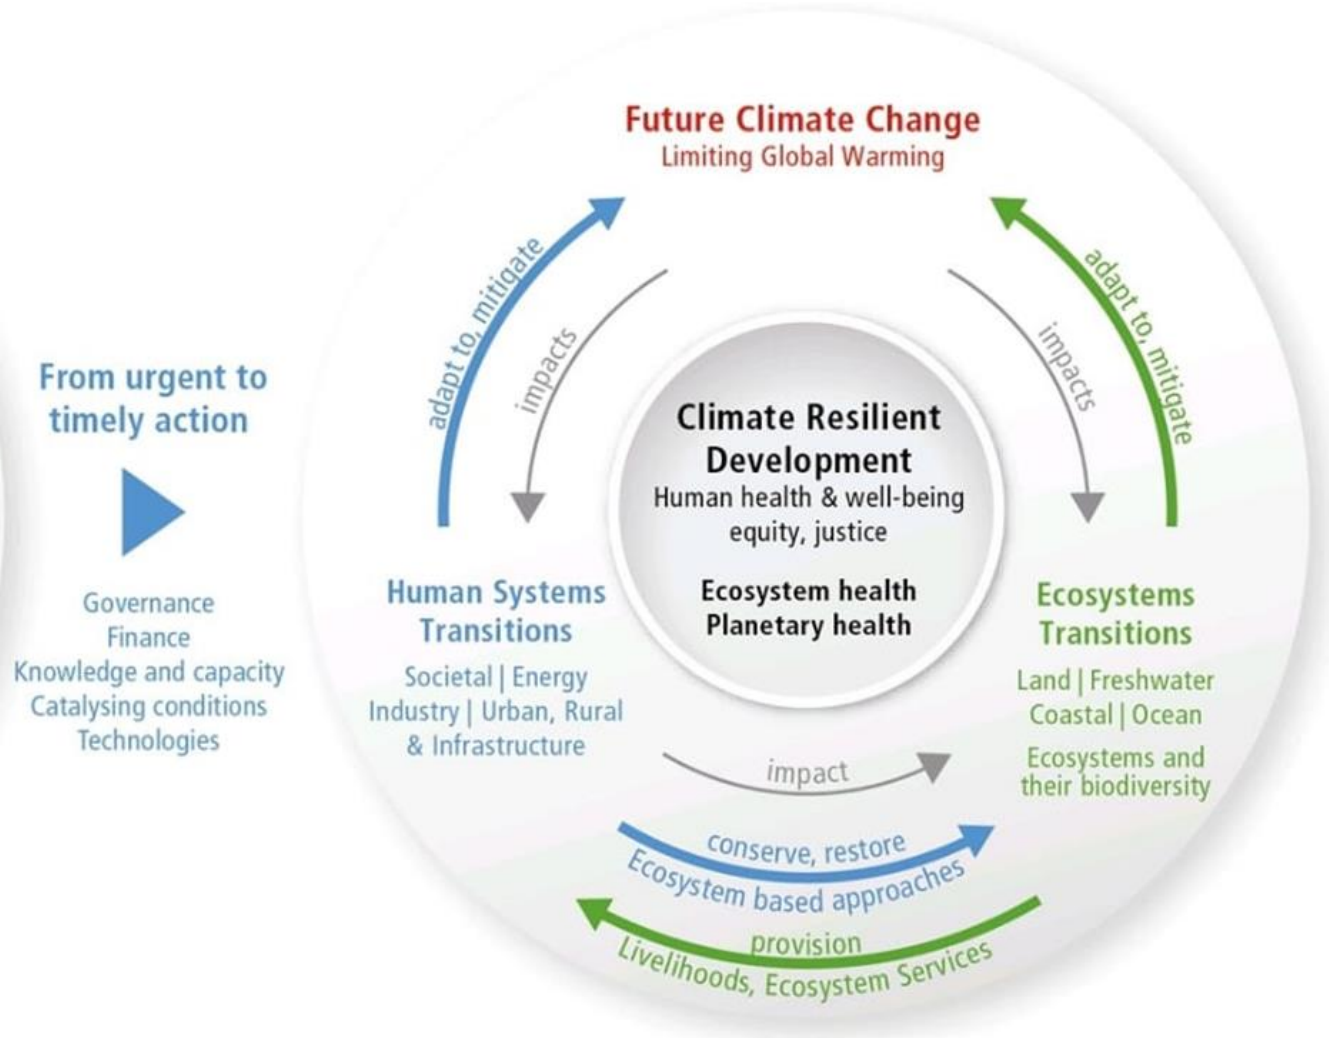 Future Climate Change
Limiting Global Warming
adapt to, mitigate
impacts
impacts
adapt to, mitigate
From urgent to
timely action
Governance
Finance
Knowledge and capacity
Catalysing conditions
Technologies
Climate Resilient
Development
Human health & well-being
equity, justice
Ecosystem health
Planetary health
Human Systems
Transitions
Societal | Energy
Industry | Urban, Rural
& Infrastructure
Ecosystems
Transitions
Land | Freshwater
Coastal | Ocean
Ecosystems and
their biodiversity
impact
conserve, restore
Ecosystem based approaches
provision
Livelihoods, Ecosystem Services